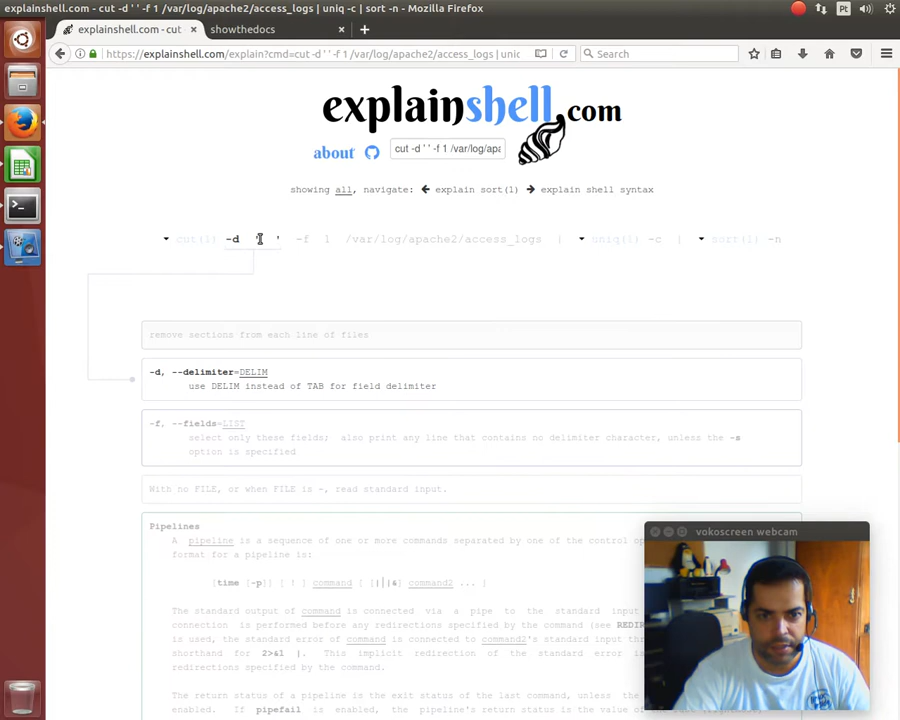 explainshell.com - cut -d ' ' -f 1 /var/log/apache2/access_logs | uniq -c | sort -n - Mozilla Firefox
Pt
explainshell.com - cut
showthedocs
https://explainshell.com/explain?cmd=cut -d ' ' -f 1 /var/log/apache2/access_logs | unic
Search
explainshell.com
about
cut -d ' ' -f 1 /var/log/apa
showing all, navigate: ← explain sort(1) → explain shell syntax
cut(1) -d ' ' -f 1 /var/log/apache2/access_logs | uniq(1) -c | sort(1) -n
remove sections from each line of files
-d, --delimiter=DELIM
use DELIM instead of TAB for field delimiter
-f, --fields=LIST
select only these fields; also print any line that contains no delimiter character, unless the -s
option is specified
With no FILE, or when FILE is -, read standard input.
Pipelines
A pipeline is a sequence of one or more commands separated by one of the control op
format for a pipeline is:
[time [-p]] [ ! ] command [ [|||&] command2 ... ]
The standard output of command is connected via a pipe to the standard input
connection is performed before any redirections specified by the command (see REDIR
is used, the standard error of command is connected to command2's standard input thr
shorthand for 2>&1 |. This implicit redirection of the standard error is
redirections specified by the command.
The return status of a pipeline is the exit status of the last command, unless the
enabled. If pipefail is enabled, the pipeline's return status is the value of
vokoscreen webcam